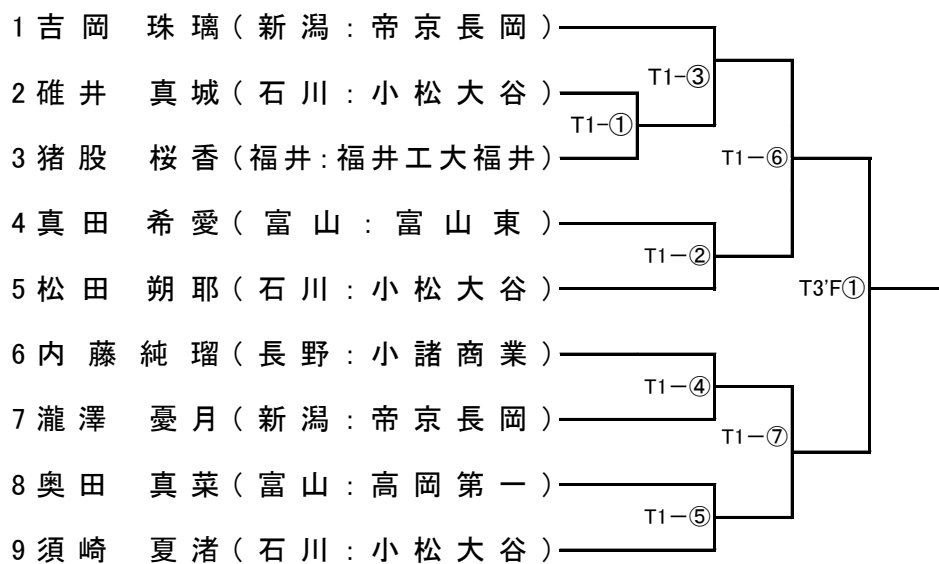 1 吉岡 珠璃(新潟:帝京長岡)
T1-③
2 碓井 真城(石川:小松大谷)
T1-①
3 猪股 桜香(福井:福井工大福井)
T1-⑥
4 真田 希愛(富山:富山東)
T1-②
5 松田 朔耶(石川:小松大谷)
T3'F①
6 内藤純瑠(長野:小諸商業)
T1-④
7 瀧澤 憂月(新潟:帝京長岡)
T1-⑦
8 奥田 真菜(富山:高岡第一)
T1-⑤
9 須崎 夏渚(石川:小松大谷)